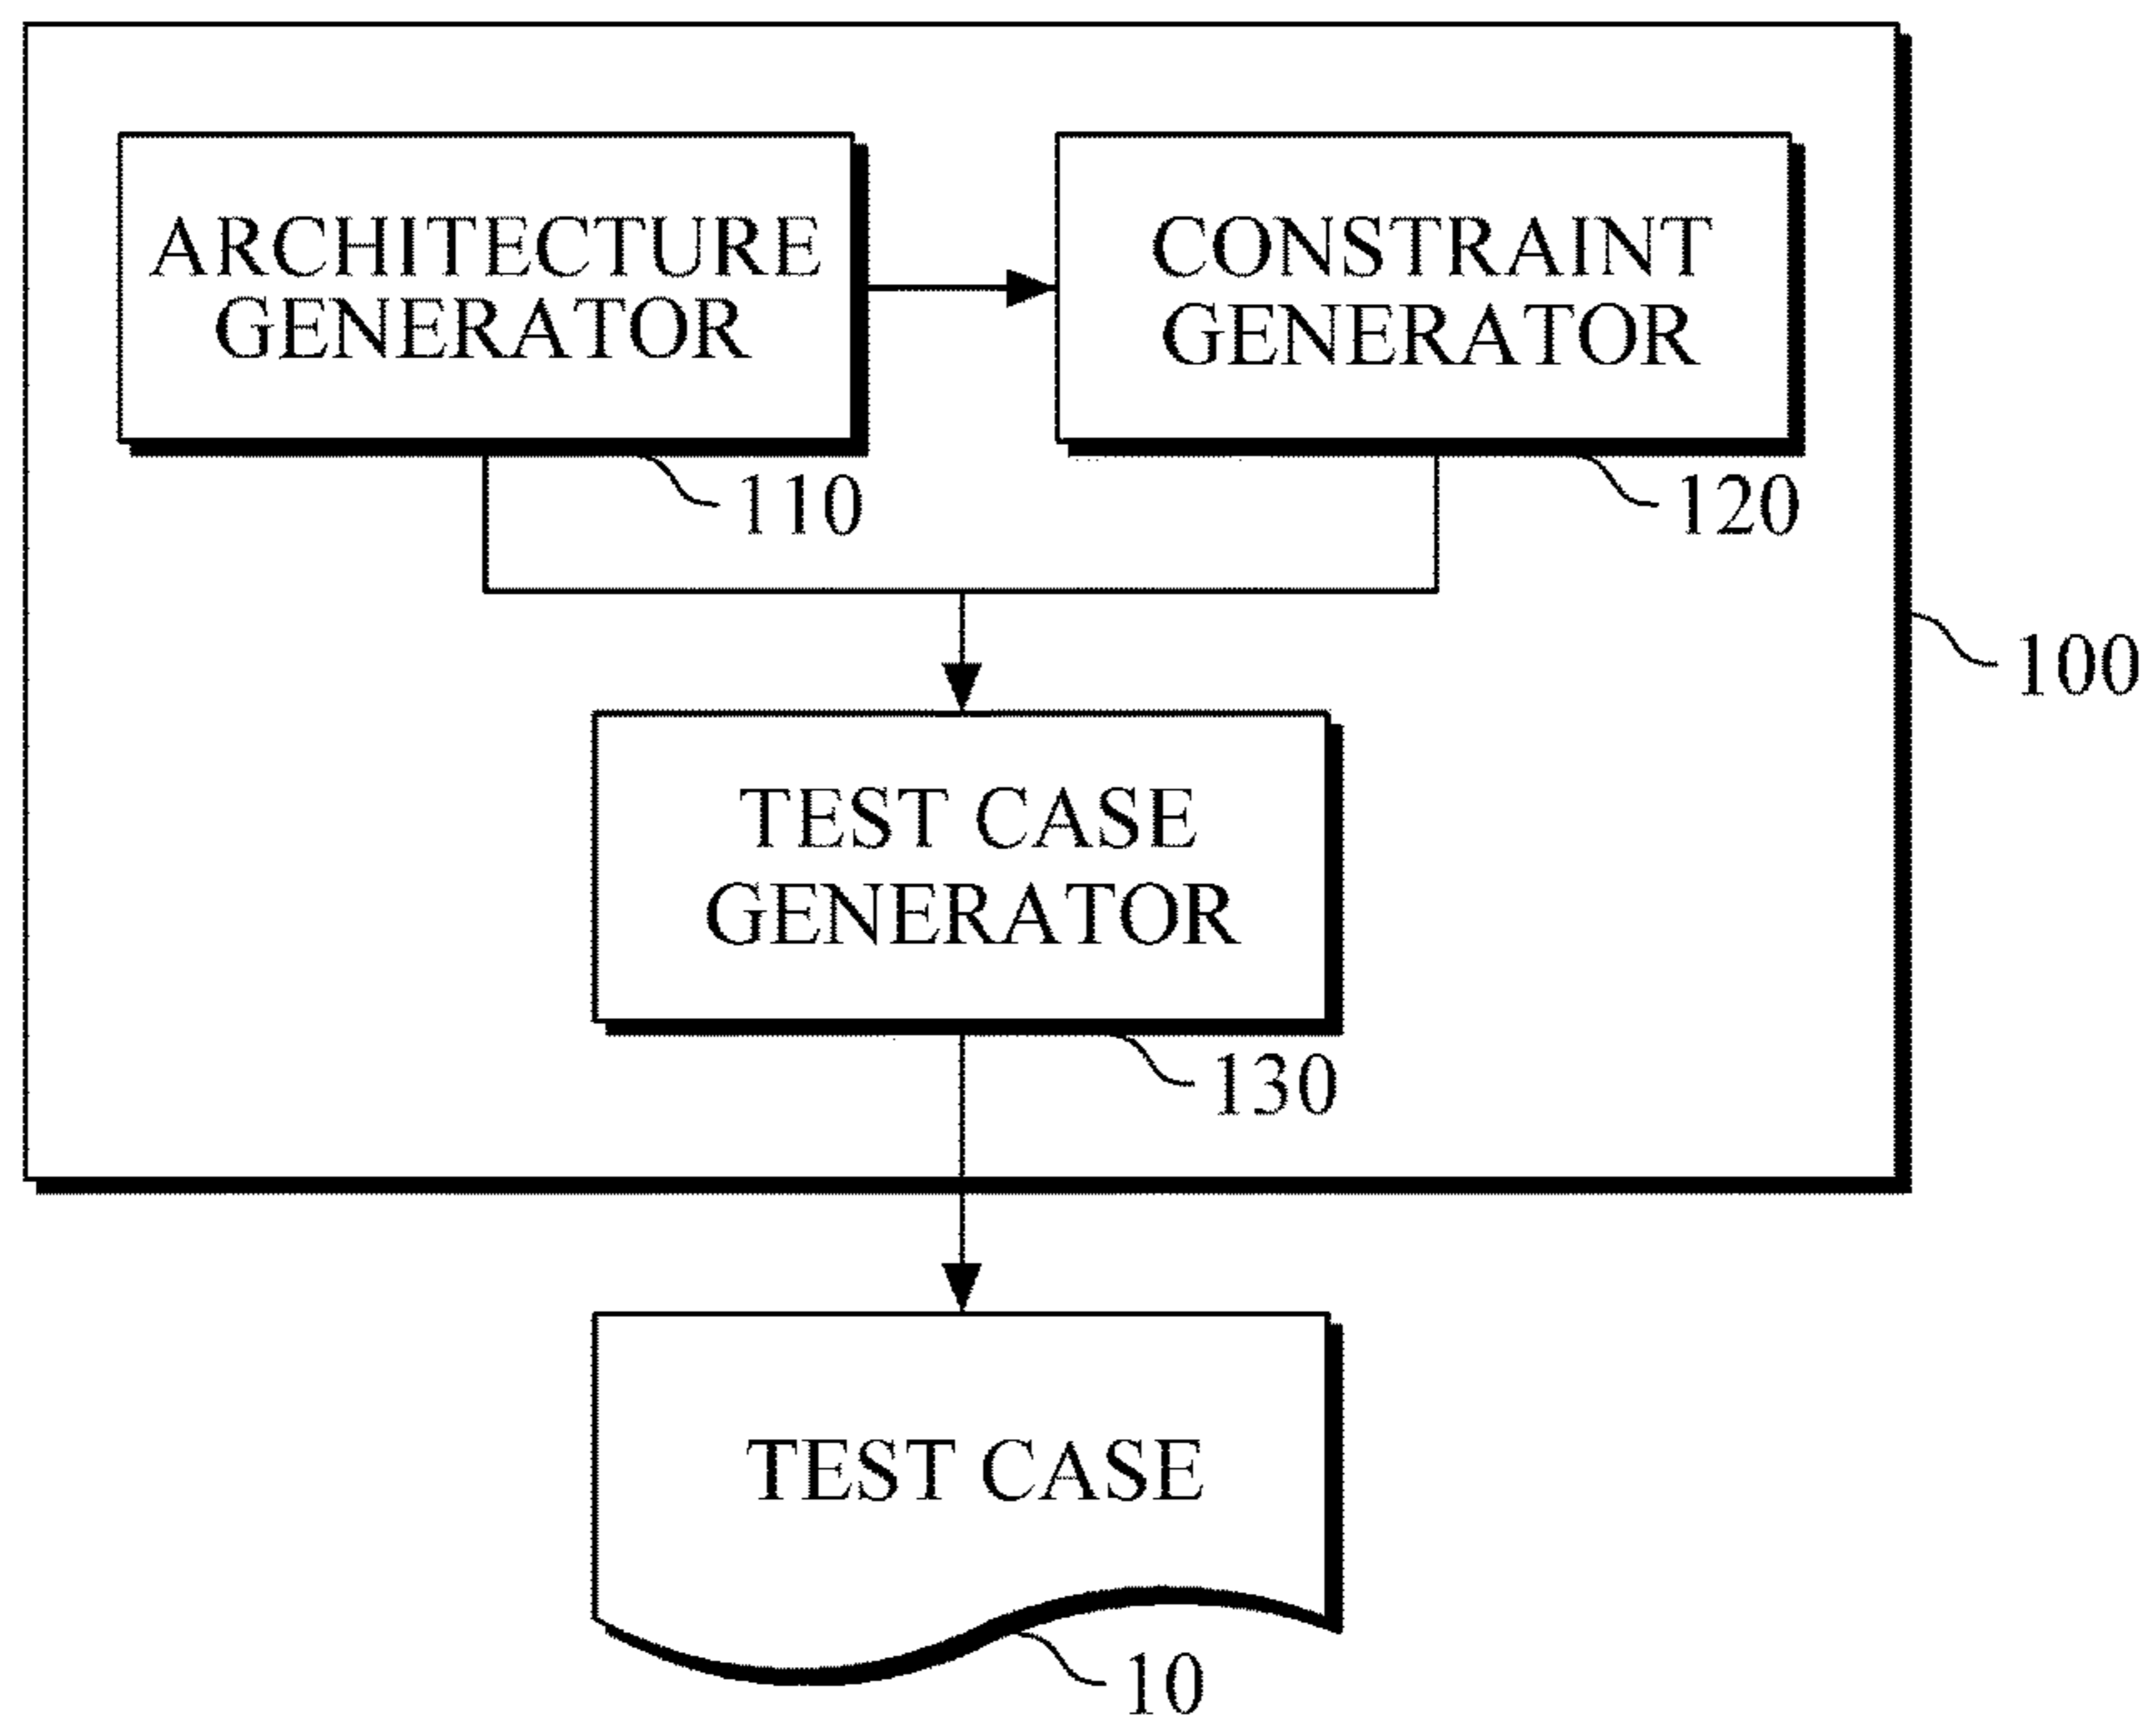 ARCHITECTURE
GENERATOR
CONSTRAINT
GENERATOR
110
120
100
TEST CASE
GENERATOR
130
TEST CASE
10